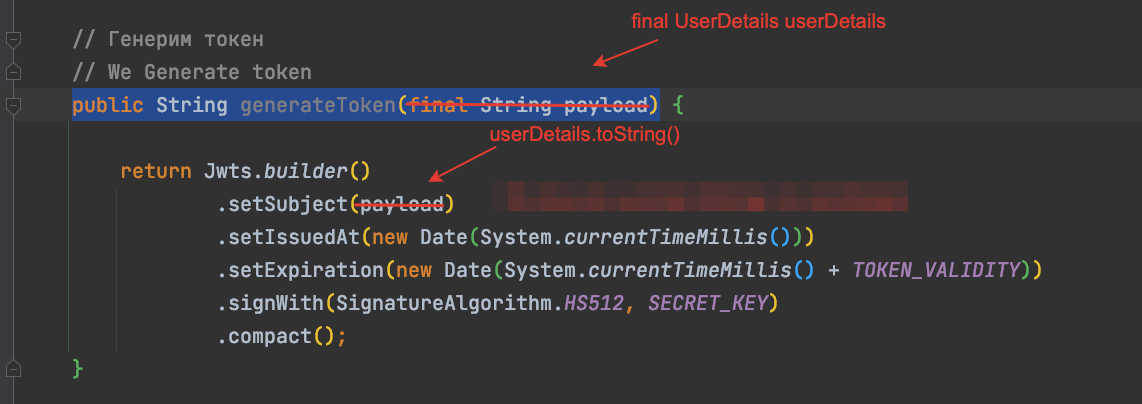 final UserDetails userDetails
// Генерим токен
// We Generate token
public String generateToken(final String payload) {
userDetails.toString()
return Jwts.builder()
.setSubject(payload)
.setIssuedAt(new Date(System.currentTimeMillis()))
.setExpiration(new Date(System.currentTimeMillis() + TOKEN_VALIDITY))
.signWith(SignatureAlgorithm.HS512, SECRET_KEY)
.compact();
}